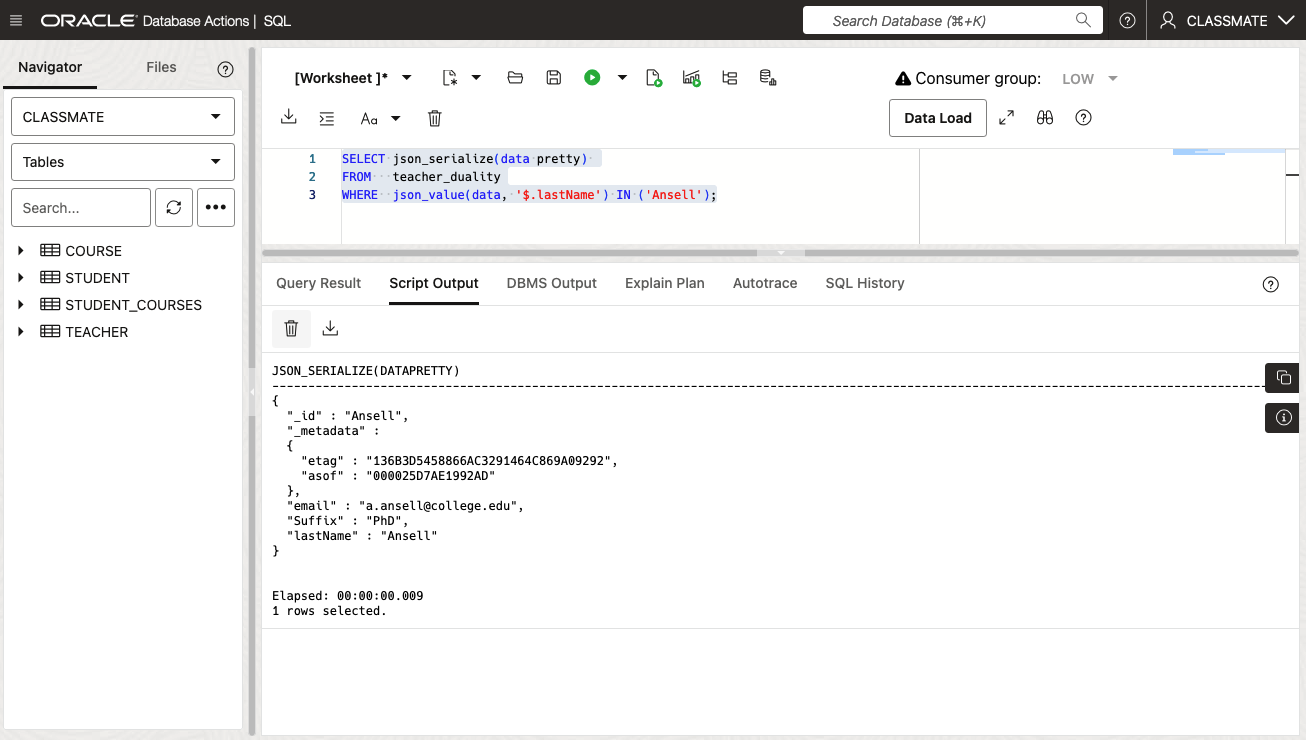 ORACLE Database Actions | SQL
Search Database (⌘+K)
CLASSMATE
Navigator
Files
CLASSMATE
Tables
Search...
COURSE
STUDENT
STUDENT_COURSES
TEACHER
[Worksheet ]*
Consumer group: LOW
Aa
Data Load
1 SELECT json_serialize(data pretty)
2 FROM   teacher_duality
3 WHERE  json_value(data, '$.lastName') IN ('Ansell');
Query Result
Script Output
DBMS Output
Explain Plan
Autotrace
SQL History
JSON_SERIALIZE(DATAPRETTY)
{
  "_id" : "Ansell",
  "_metadata" :
  {
    "etag" : "136B3D5458866AC3291464C869A09292",
    "asof" : "000025D7AE1992AD"
  },
  "email" : "a.ansell@college.edu",
  "Suffix" : "PhD",
  "lastName" : "Ansell"
}
Elapsed: 00:00:00.009
1 rows selected.